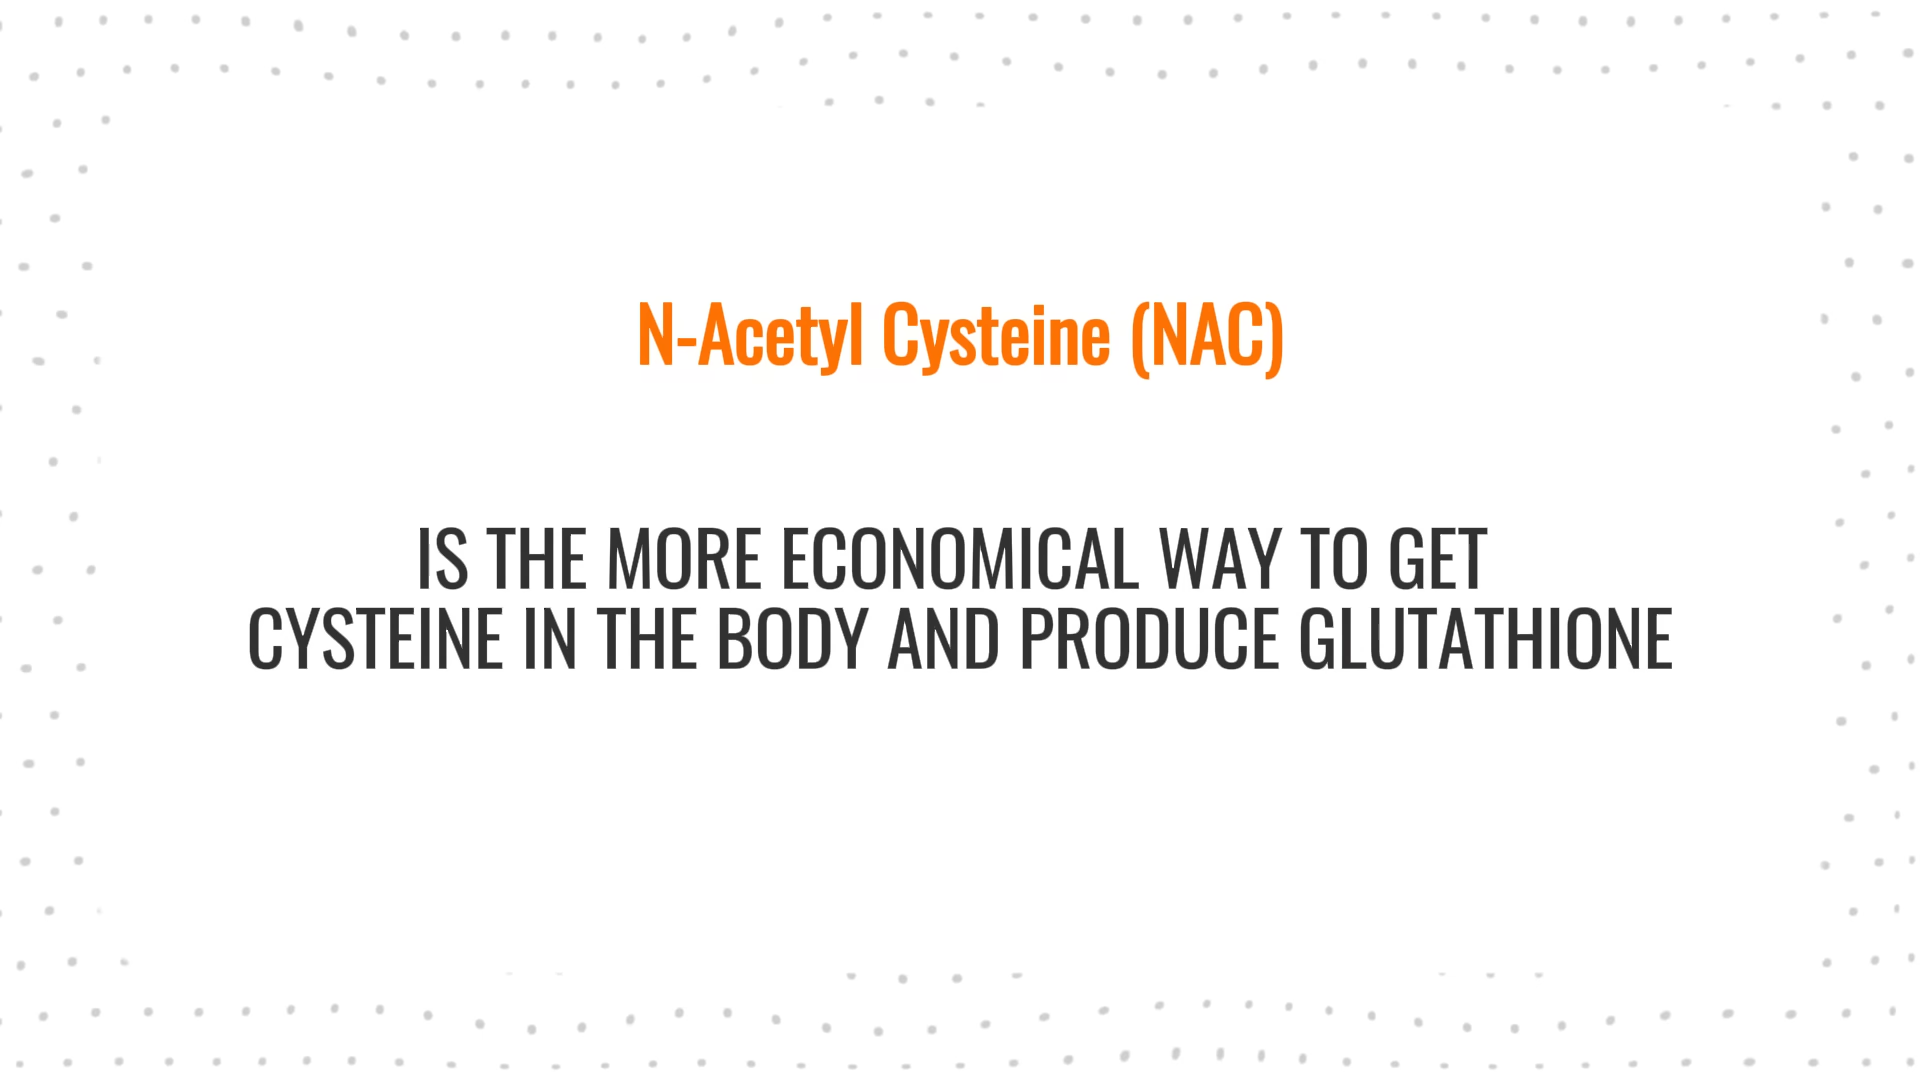 N-Acetyl Cysteine (NAC)
IS THE MORE ECONOMICAL WAY TO GET
CYSTEINE IN THE BODY AND PRODUCE GLUTATHIONE